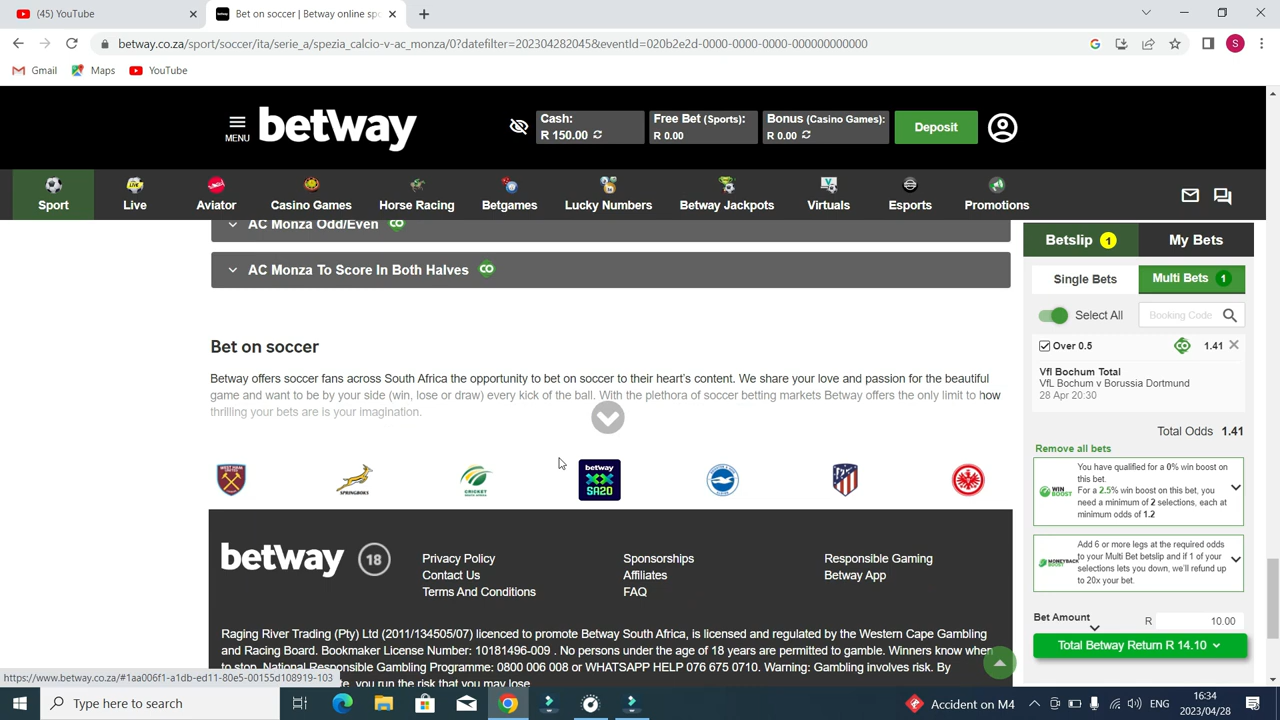 (45) YouTube
Bet on soccer | Betway online spo
betway.co.za/sport/soccer/ita/serie_a/spezia_calcio-v-ac_monza/0?datefilter=202304282045&eventId=020b2e2d-0000-0000-0000-000000000000
S
Gmail
Maps
YouTube
MENU
betway
Cash:
R 150.00
Free Bet (Sports):
R 0.00
Bonus (Casino Games):
R 0.00
Deposit
Sport
Live
Aviator
Casino Games
Horse Racing
Betgames
Lucky Numbers
Betway Jackpots
Virtuals
Esports
Promotions
AC Monza Odd/Even CO
AC Monza To Score In Both Halves CO
Bet on soccer
Betway offers soccer fans across South Africa the opportunity to bet on soccer to their heart's content. We share your love and passion for the beautiful
game and want to be by your side (win, lose or draw) every kick of the ball. With the plethora of soccer betting markets Betway offers the only limit to how
thrilling your bets are is your imagination.
WEST HAM
UNITED
SPRINGBOKS
CRICKET
betway
SA20
betway 18
Privacy Policy
Contact Us
Terms And Conditions
Sponsorships
Affiliates
FAQ
Responsible Gaming
Betway App
Raging River Trading (Pty) Ltd (2011/134505/07) licenced to promote Betway South Africa, is licensed and regulated by the Western Cape Gambling
and Racing Board. Bookmaker License Number: 10181496-009 . No persons under the age of 18 years are permitted to gamble. Winners know when
to stop. National Responsible Gambling Programme: 0800 006 008 or WHATSAPP HELP 076 675 0710. Warning: Gambling involves risk. By
te, you run the risk that you may lose.
Betslip 1
My Bets
Single Bets
Multi Bets 1
Select All
Booking Code
Over 0.5 CO 1.41
Vfl Bochum Total
VfL Bochum v Borussia Dortmund
28 Apr 20:30
Total Odds 1.41
Remove all bets
WIN
BOOST
You have qualified for a 0% win boost on
this bet.
For a 2.5% win boost on this bet, you
need a minimum of 2 selections, each at
minimum odds of 1.2
MONEYBACK
BOOST
Add 6 or more legs at the required odds
to your Multi Bet betslip and if 1 of your
selections lets you down, we'll refund up
to 20x your bet.
Bet Amount
R 10.00
Total Betway Return R 14.10
https://www.betway.co.za/#1aa006f1-a1db-ed11-80e5-00155d108919-103
Type here to search
Accident on M4
ENG
16:34
2023/04/28